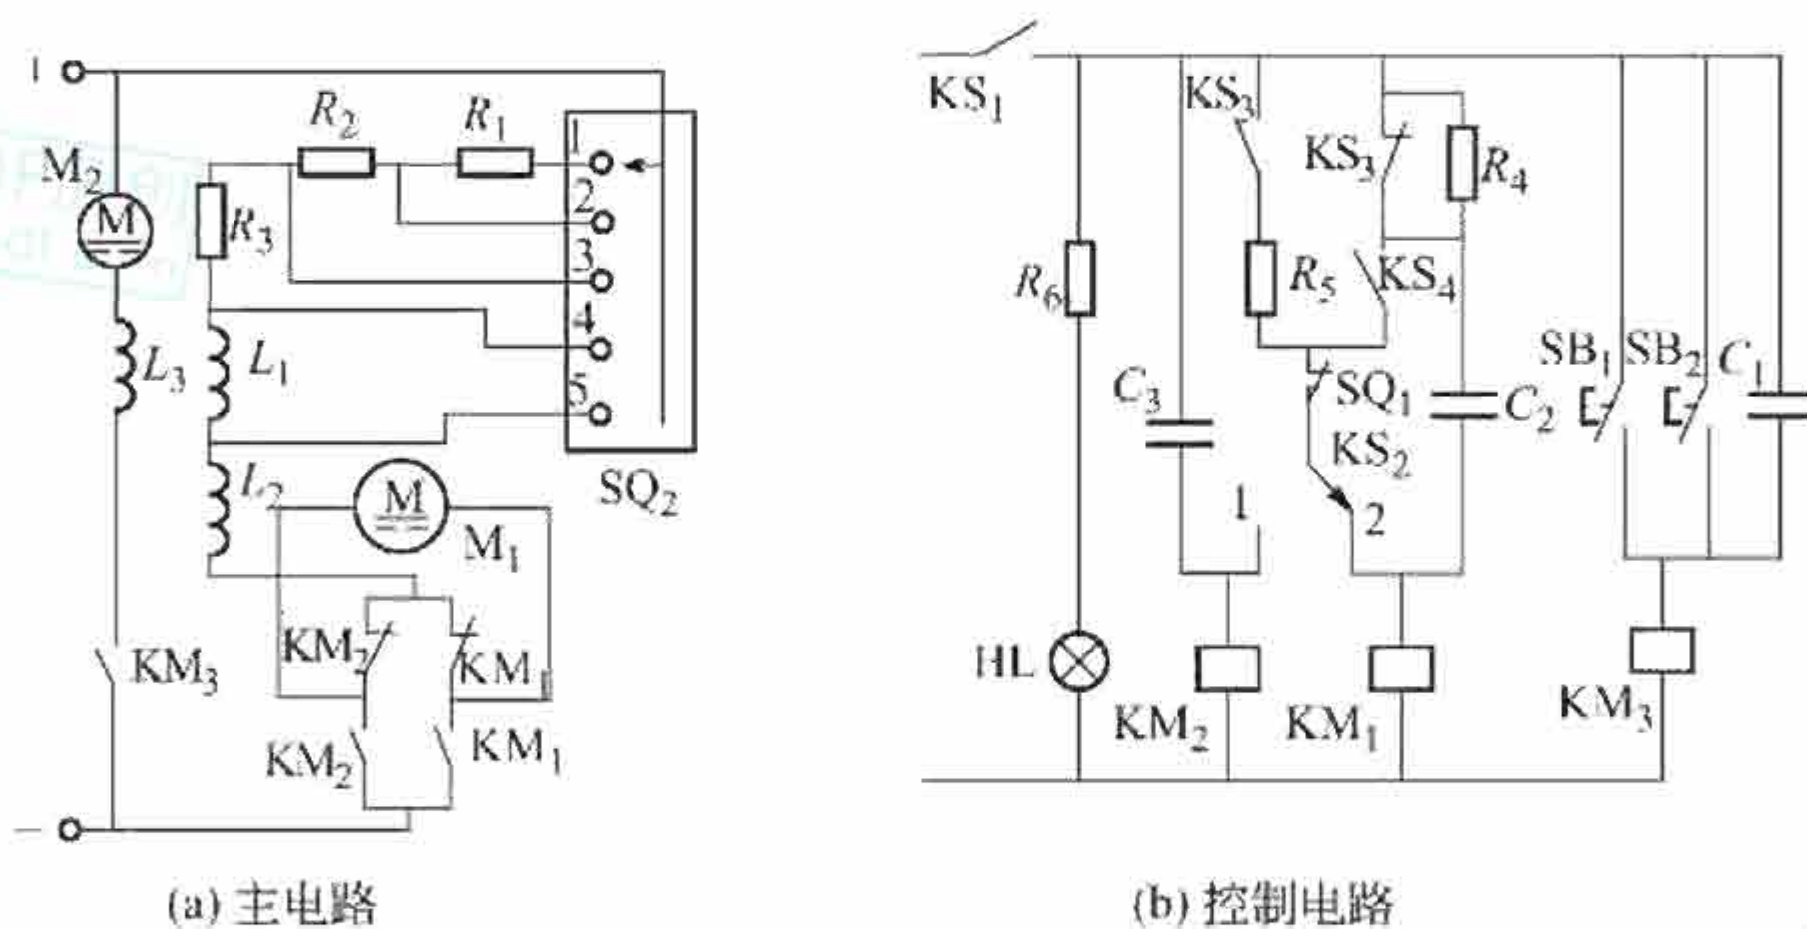 R₂
R₁
1
M₂
M
R₃
2
3
4
5
L₃
L₁
L₂
M
M₁
SQ₂
KM₂
KM
KM₃
KM₂
KM₁
(a) 主电路
KS₁
KS₃
KS₃
R₄
R₆
R₅
KS₄
C₃
SQ₁
C₂
SB₁
SB₂
C₁
KS₂
1
2
HL
KM₂
KM₁
KM₃
(b) 控制电路